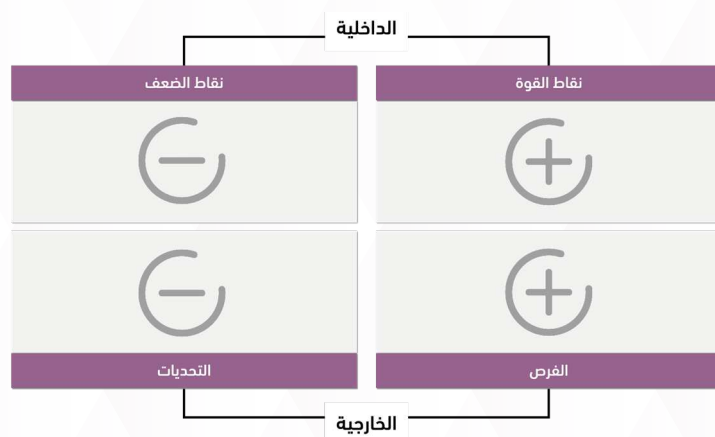 الداخلية
نقاط القوة
نقاط الضعف
الفرص
التحديات
الخارجية